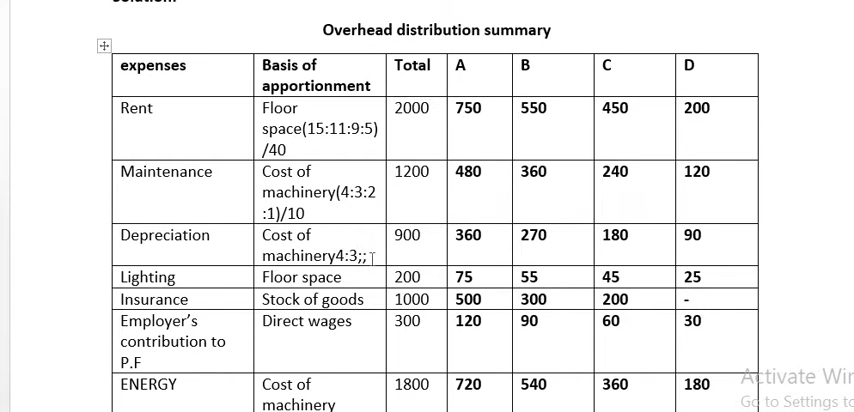 Overhead distribution summary
expenses Basis of apportionment Total A B C D
Rent Floor space(15:11:9:5) /40 2000 750 550 450 200
Maintenance Cost of machinery(4:3:2 :1)/10 1200 480 360 240 120
Depreciation Cost of machinery4:3;; 900 360 270 180 90
Lighting Floor space 200 75 55 45 25
Insurance Stock of goods 1000 500 300 200 -
Employer's contribution to P.F Direct wages 300 120 90 60 30
ENERGY Cost of machinery 1800 720 540 360 180
Activate Wir
Go to Settings to